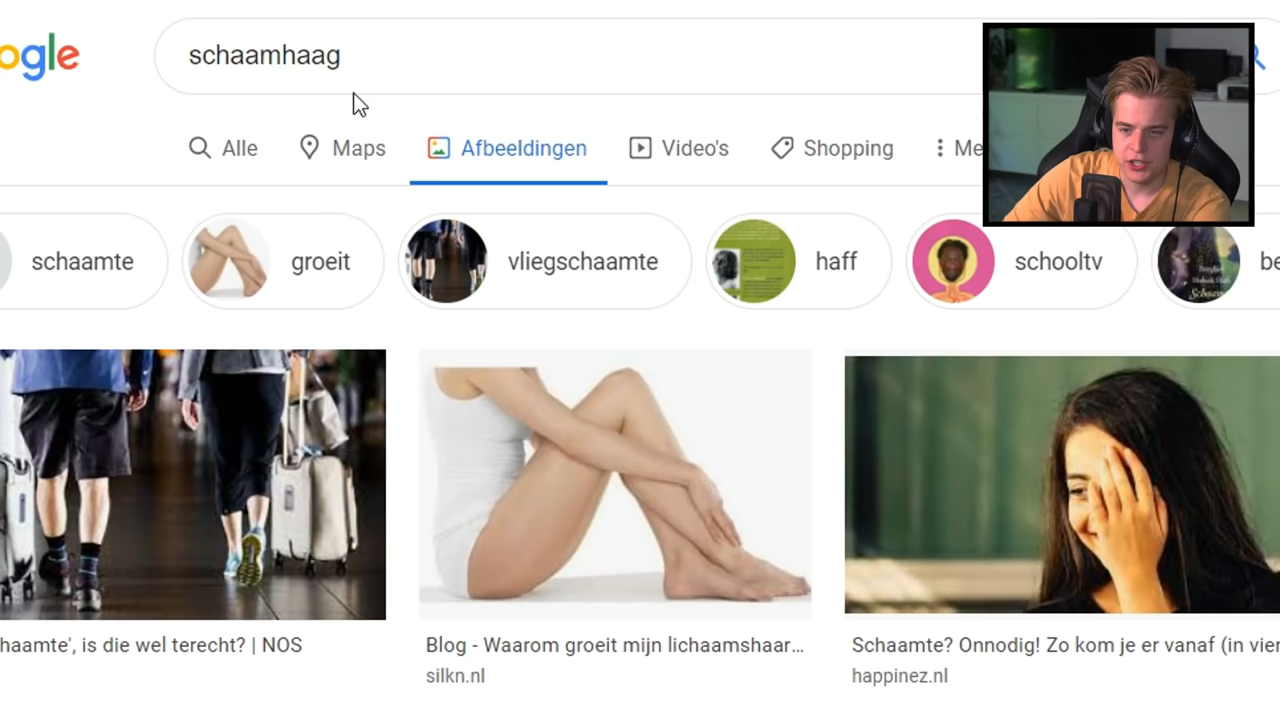 ogle
schaamhaag
Alle Maps Afbeeldingen Video's Shopping Me
schaamte groeit vliegschaamte haff schooltv be
haamte', is die wel terecht? | NOS
Blog - Waarom groeit mijn lichaamshaar...
silkn.nl
Schaamte? Onnodig! Zo kom je er vanaf (in vier
happinez.nl